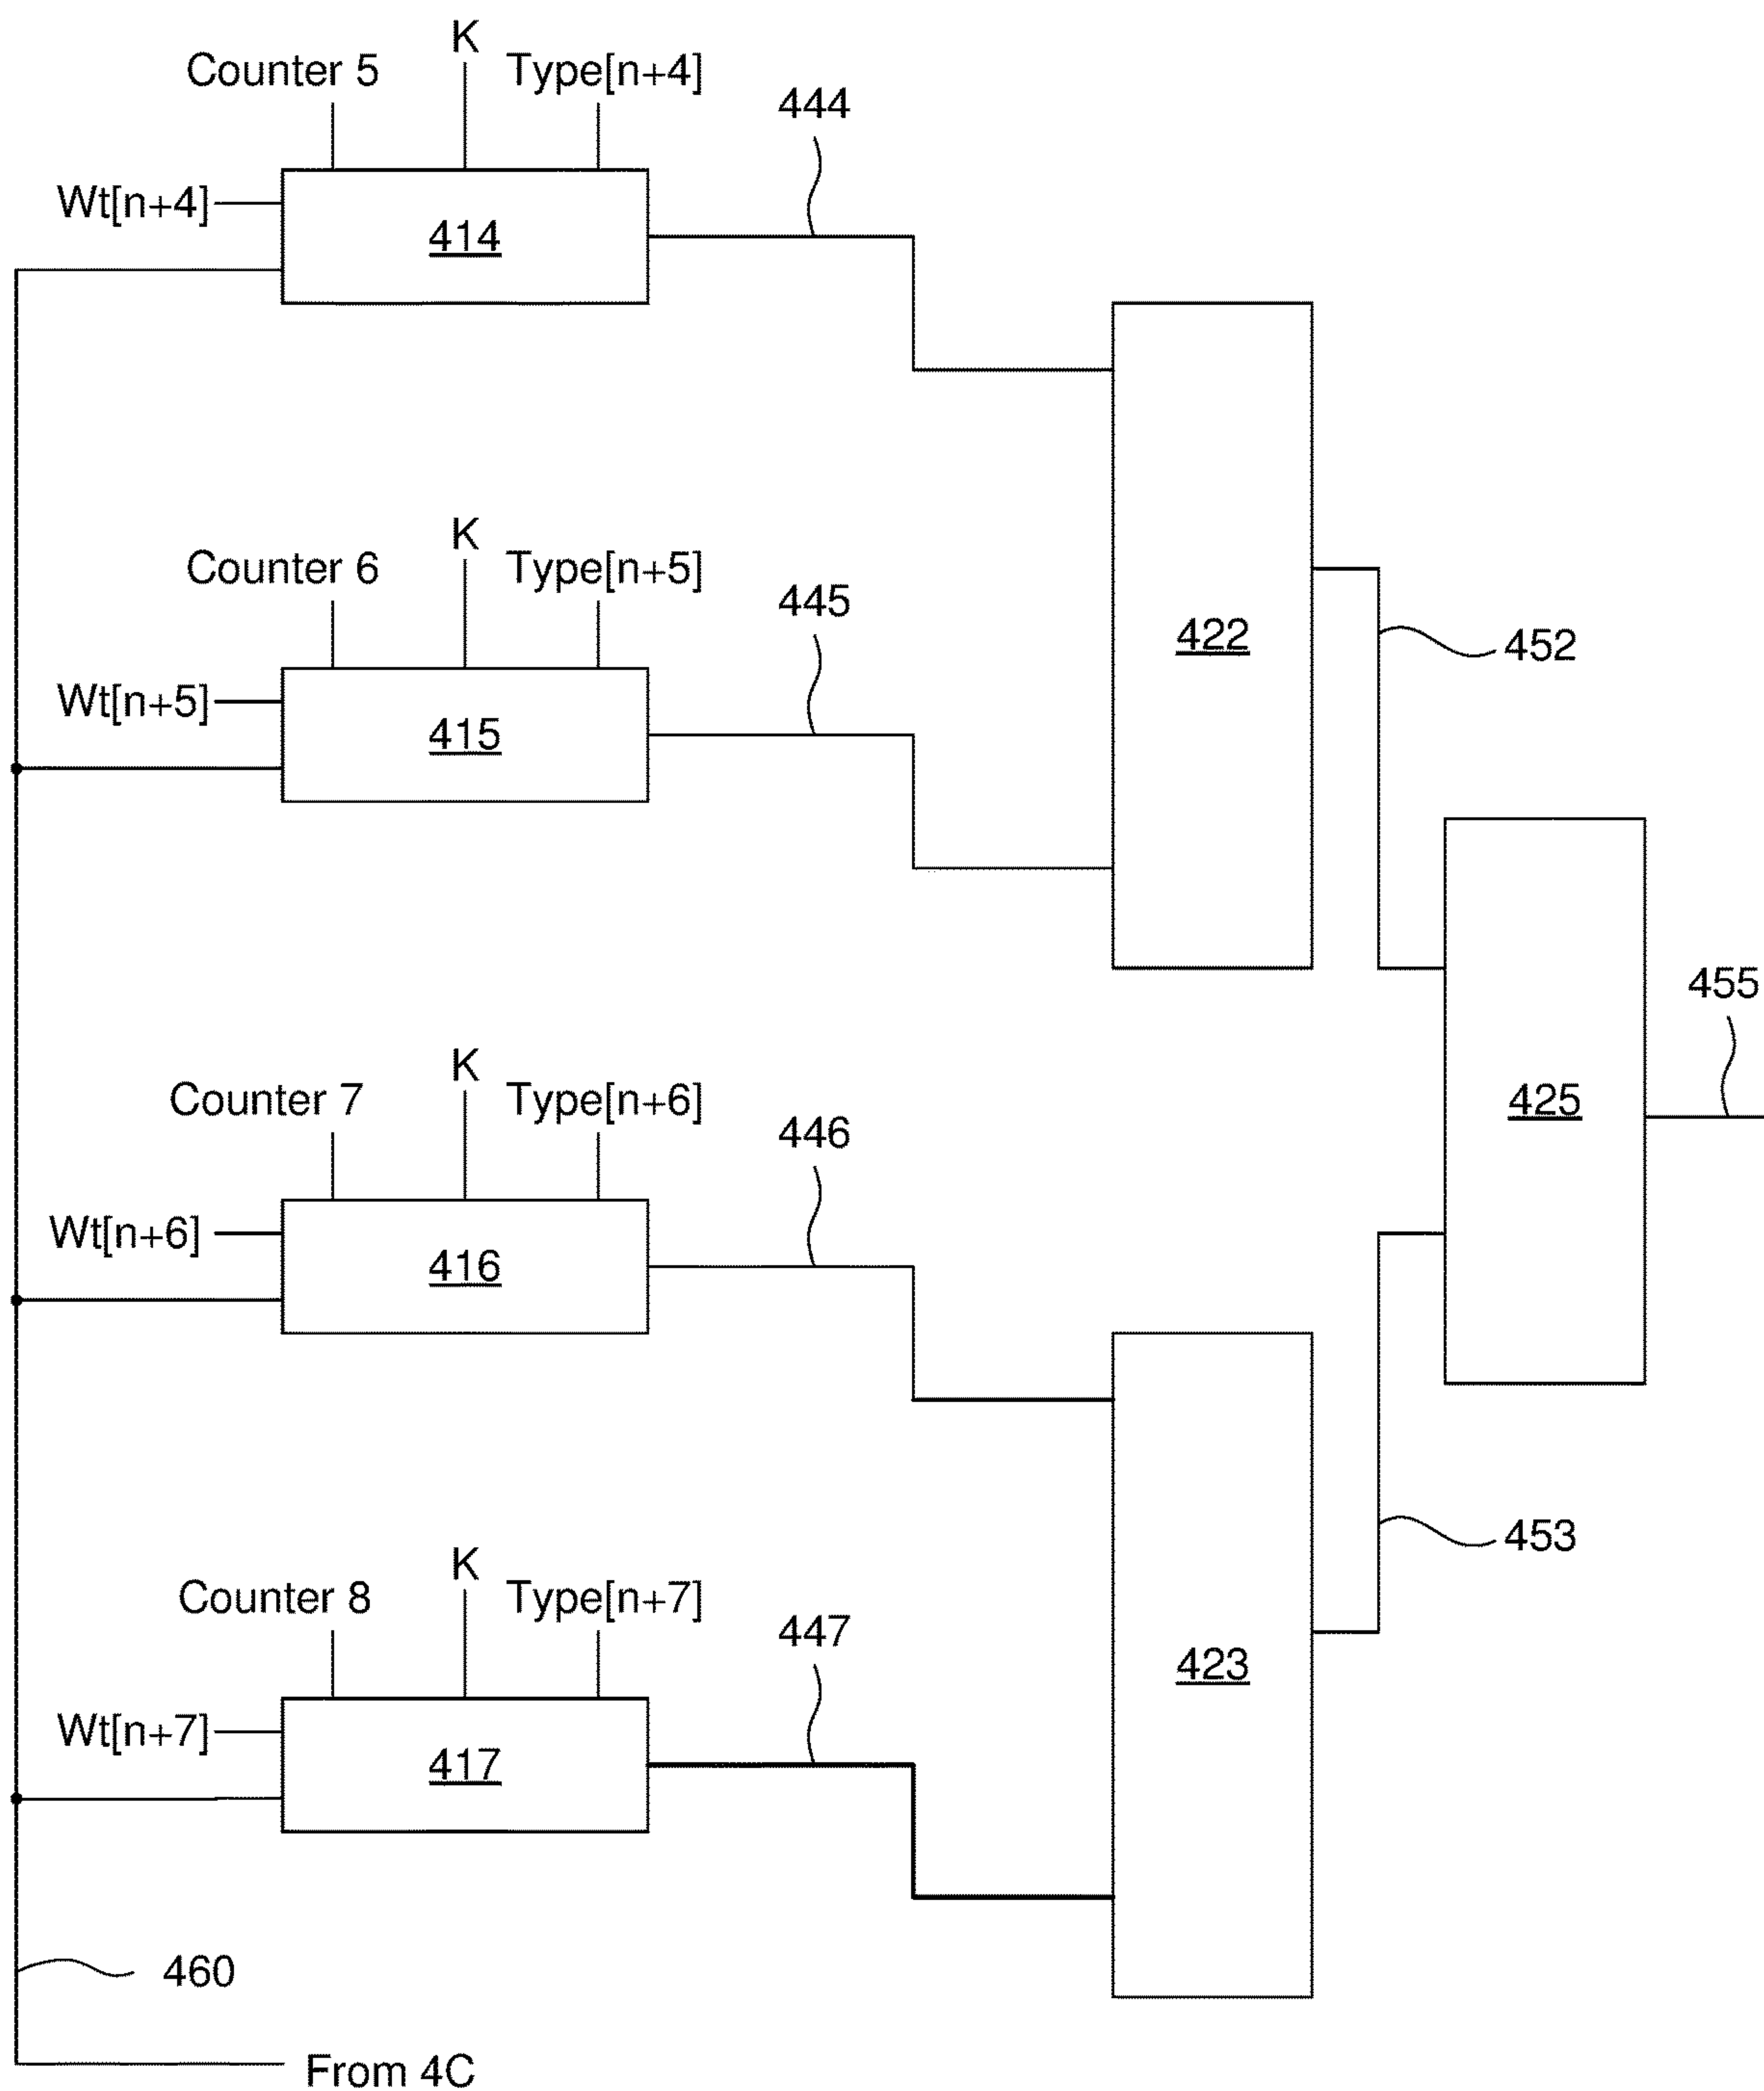 K
Counter 5
Type[n+4]
444
Wt[n+4]
414
K
Counter 6
Type[n+5]
445
422
452
Wt[n+5]
415
455
K
Counter 7
Type[n+6]
446
425
Wt[n+6]
416
453
K
Counter 8
Type[n+7]
447
423
Wt[n+7]
417
460
From 4C